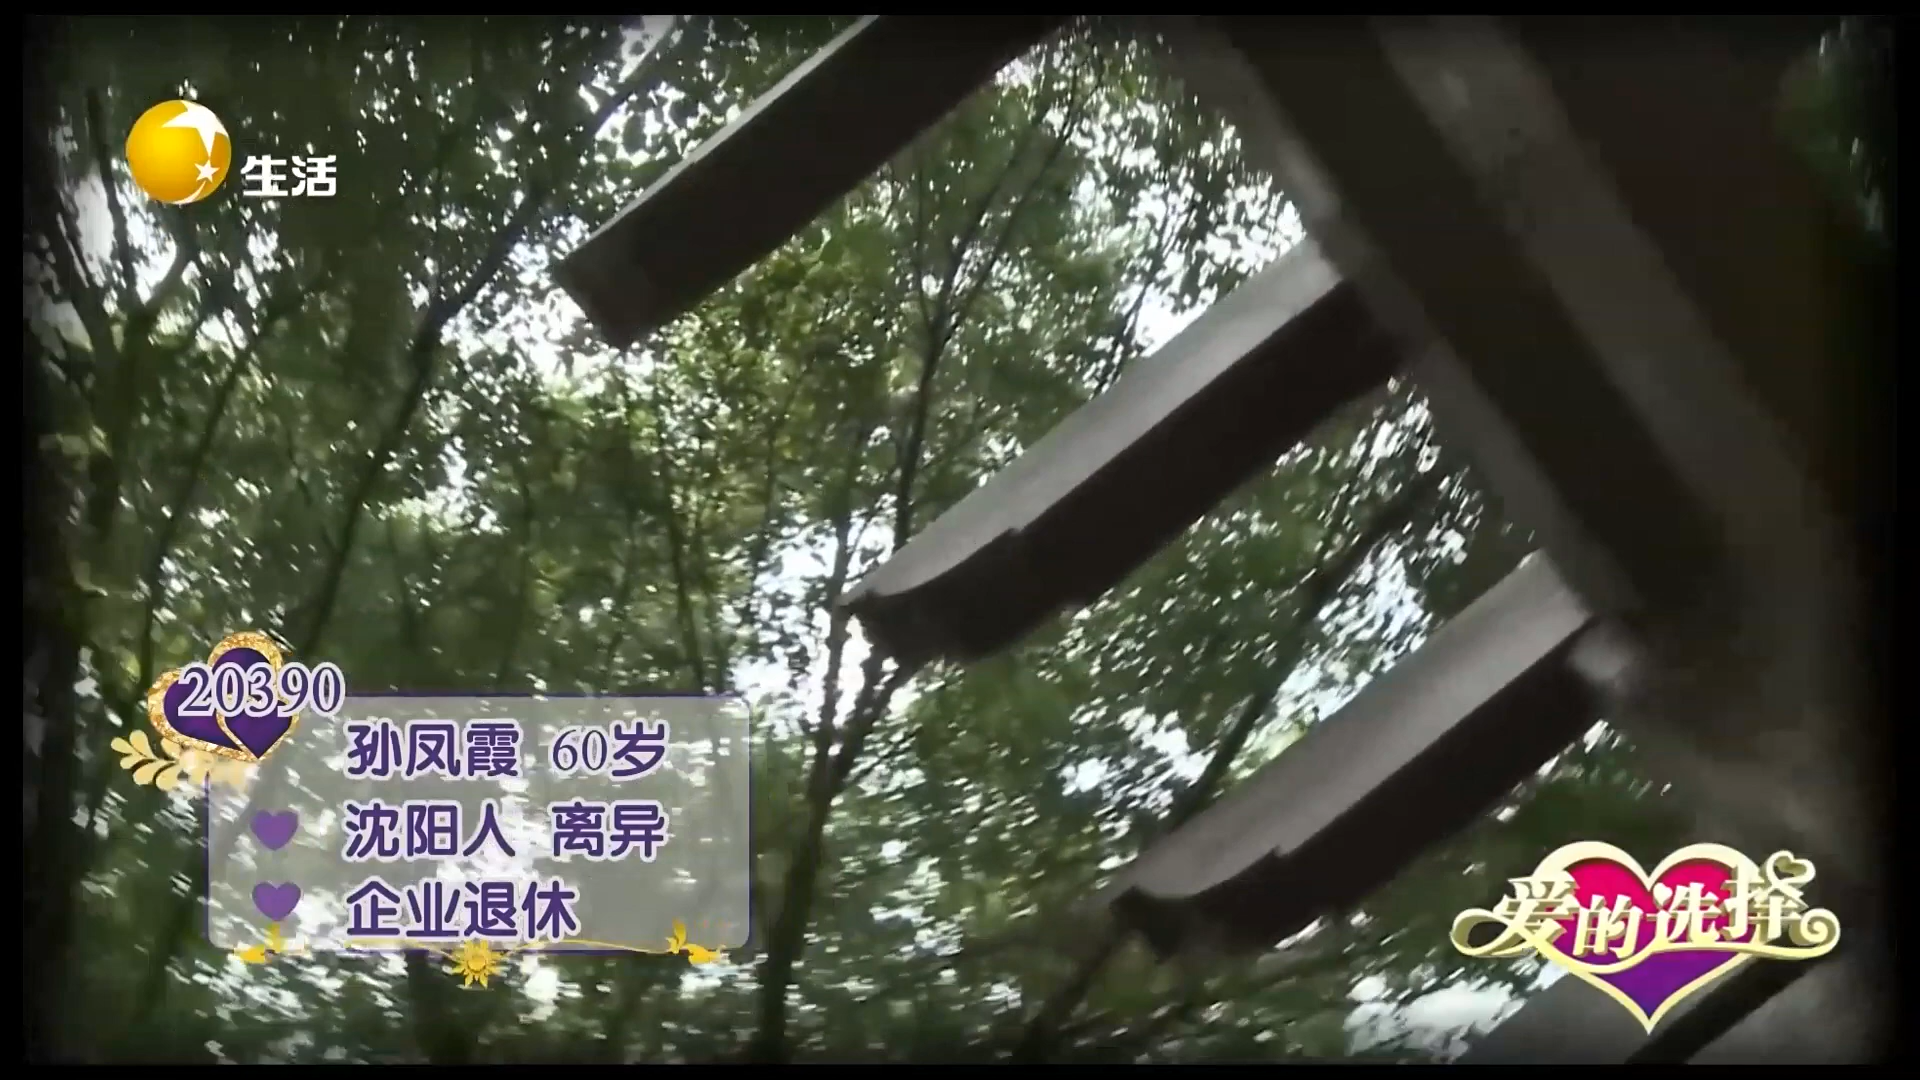 生活
20390
孙凤霞 60岁
沈阳人 离异
企业退休
爱的选择